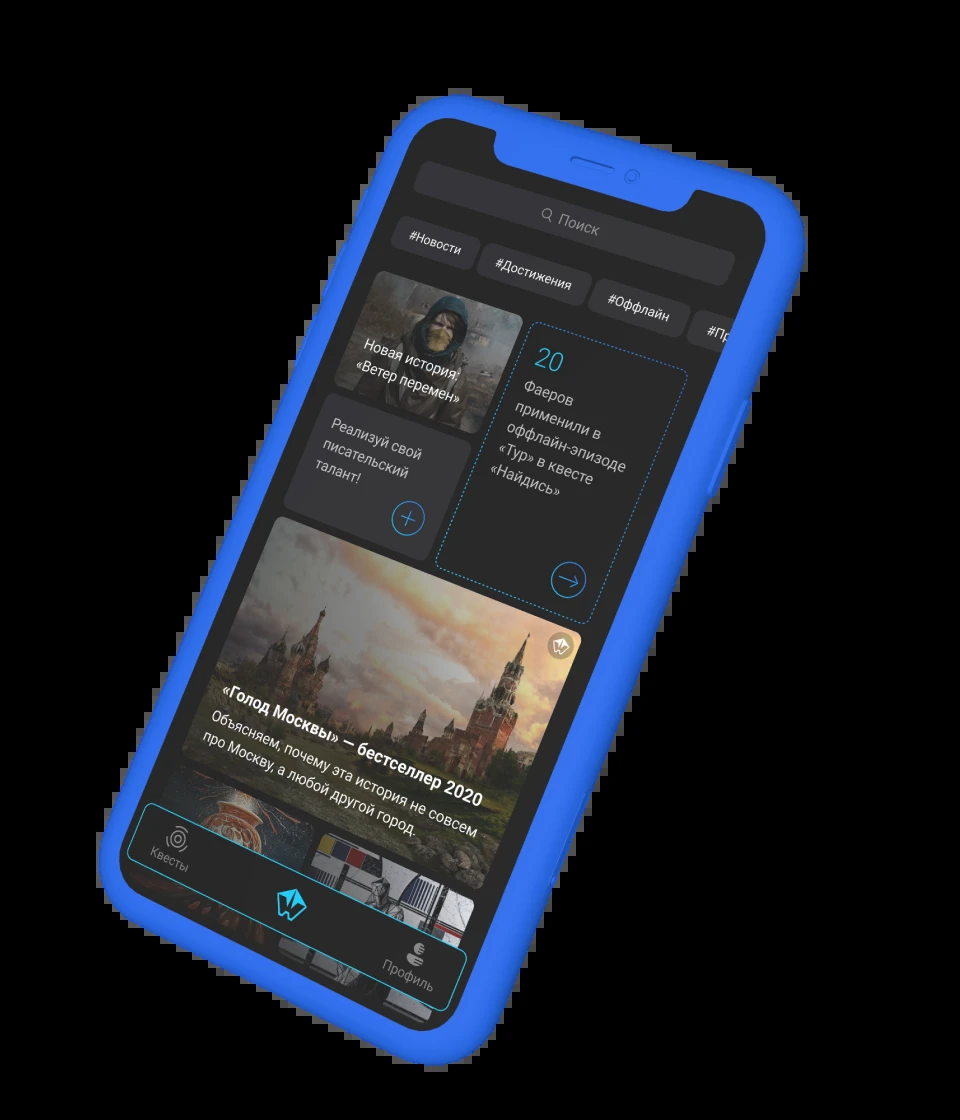 Поиск
#Новости
#Достижения
#Оффлайн
#Пр
Новая история:
«Ветер перемен»
20
Фаеров
применили в
оффлайн-эпизоде
«Тур» в квесте
«Найдись»
Реализуй свой
писательский
талант!
«Голод Москвы» — бестселлер 2020
Объясняем, почему эта история не совсем
про Москву, а любой другой город.
Квесты
Профиль